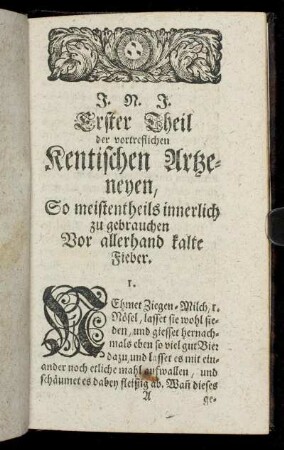 J. N. J.
Erster Theil
der vortreflichen
Kentischen Artze-
neyen,
So meistentheils innerlich
zu gebrauchen
Vor allerhand kalte
Fieber.
1.
NEhmet Ziegen-Milch, 1.
Nösel, lasset sie wohl sie-
den, und giesset hernach-
mals eben so viel gut Bier
dazu, und lasset es mit ein-
ander noch etliche mahl aufwallen, und
schäumet es dabey fleißig ab. Wañ dieses
A ge-